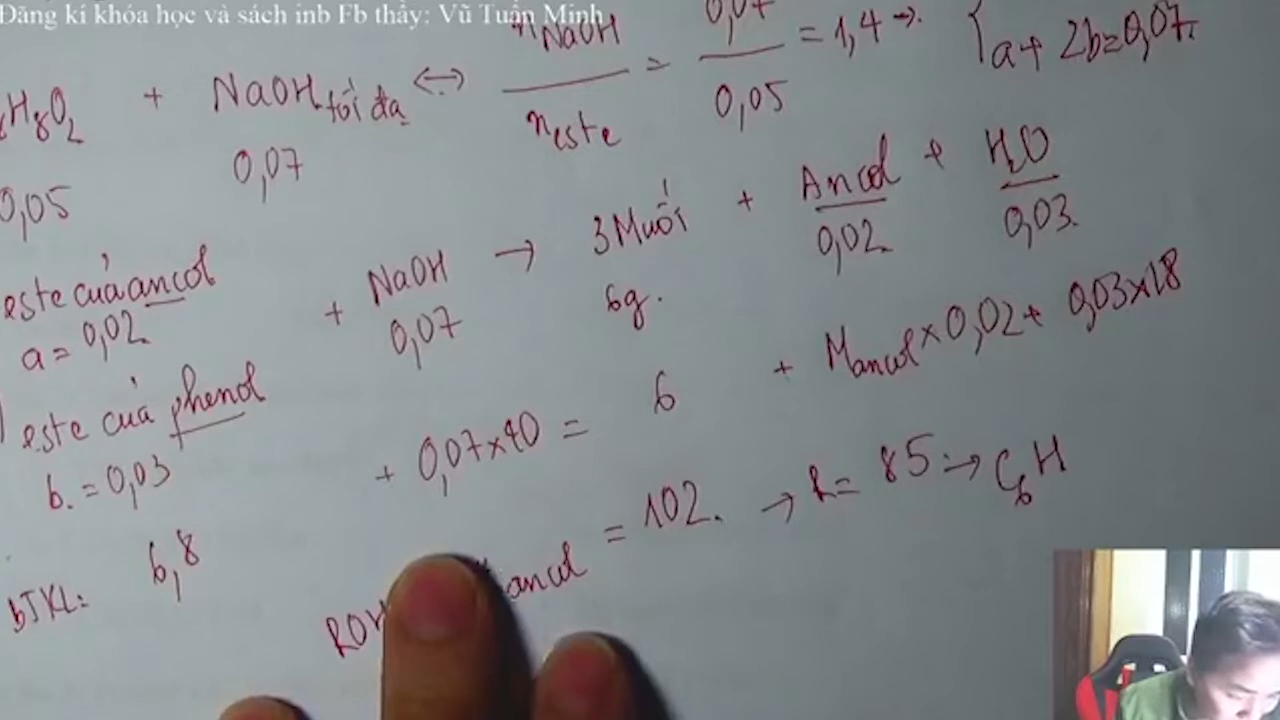 Đăng kí khóa học và sách inb Fb thầy: Vũ Tuấn Minh
H8O2 + NaOH tối đa ↔ nNaOH / neste = 0,07 / 0,05 = 1,4 → { a + 2b = 0,07.
0,05 0,07
este của ancol + NaOH → 3 Muối + Ancol + H2O
a = 0,02 0,07 6g. 0,02 0,03.
este của phenol
b. = 0,03
bTKL: 6,8 + 0,07×40 = 6 + Mancol × 0,02 + 0,03×18
ROH ancol = 102. → R = 85 → C6H